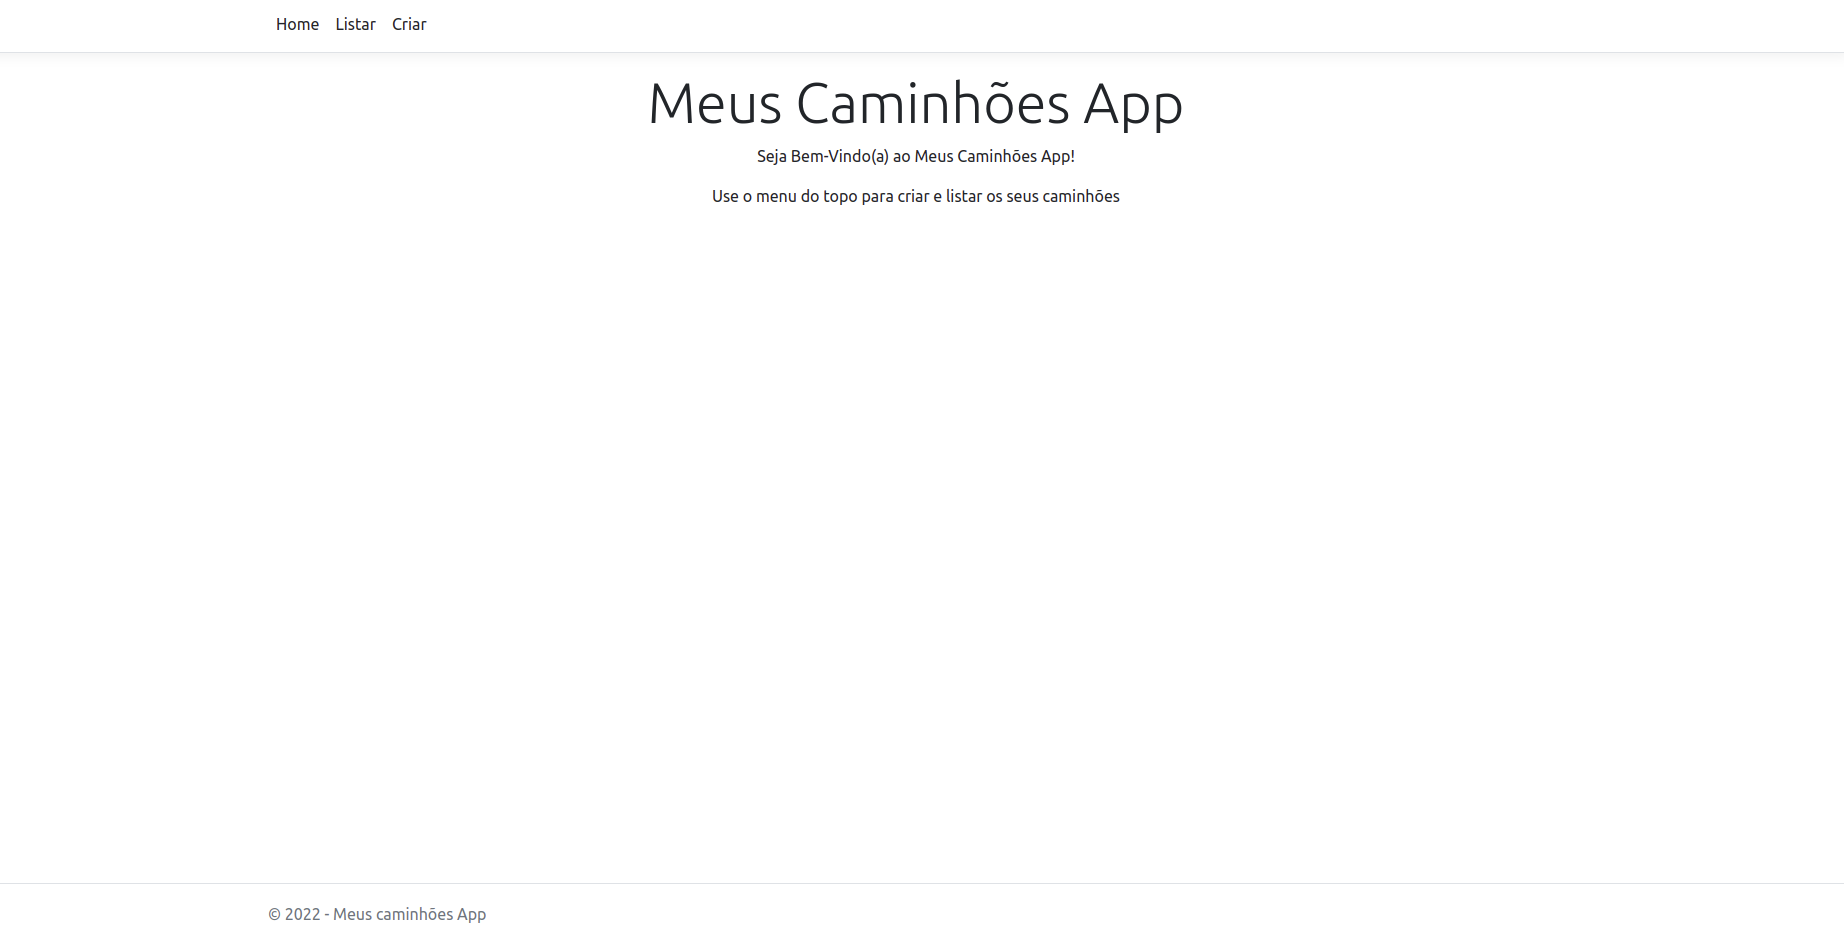 Home Listar Criar
Meus Caminhões App
Seja Bem-Vindo(a) ao Meus Caminhões App!
Use o menu do topo para criar e listar os seus caminhões
© 2022 - Meus caminhões App